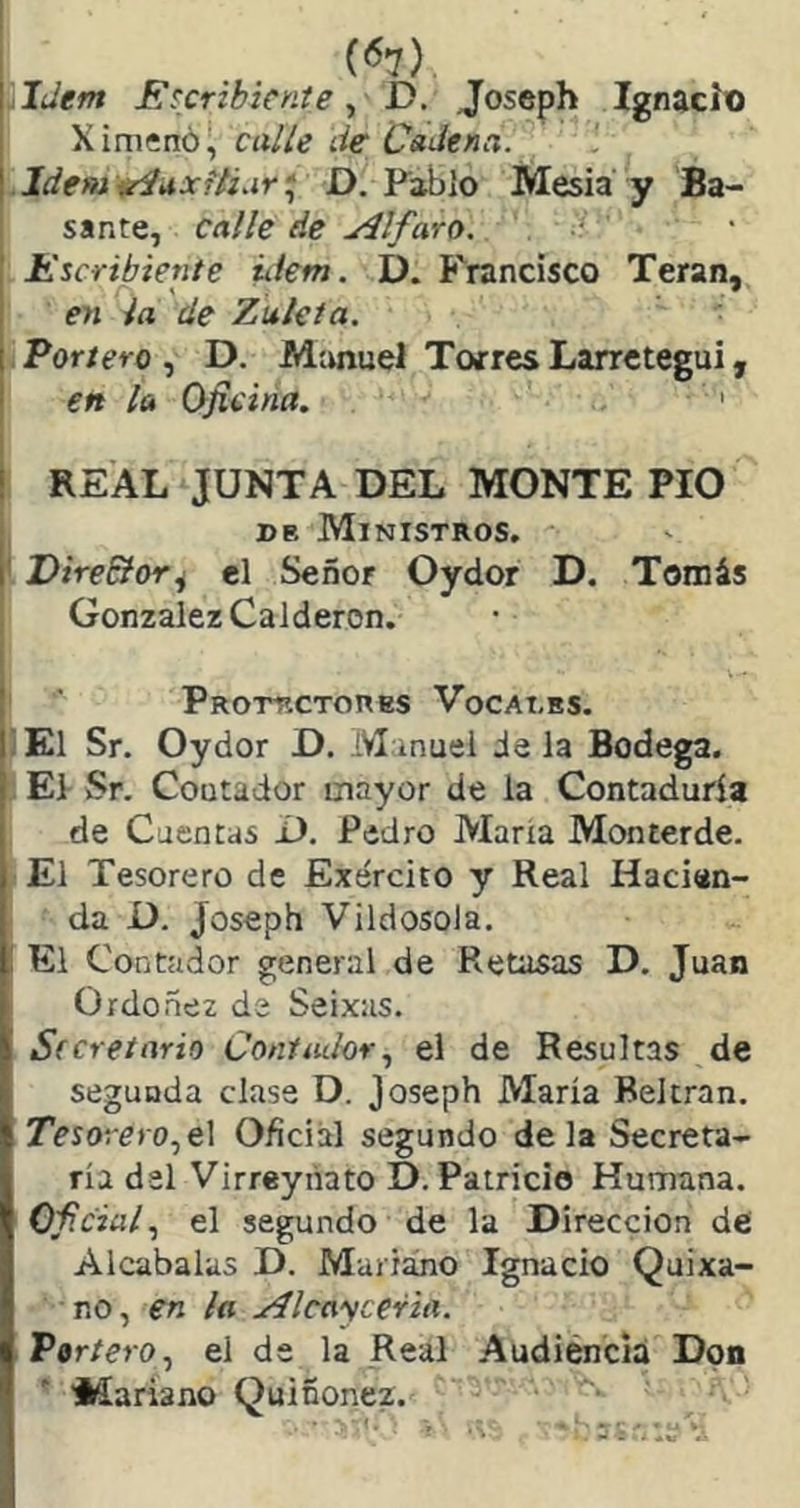 (67)
Idem Escribiente, D. Joseph Ignacio
Ximenò, calle de Cadena.
Idem Auxîliar, D. Pablo Mesia y Ba-
sante, calle de Alfaro.
Escribiente idem. D. Francisco Teran,
en la de Zuleta.
Portero, D. Manuel Torres Larretegui,
en la Oficina.
REAL JUNTA DEL MONTE PIO
DE MINISTROS.
Director, el Señor Oydor D. Tomás
Gonzalez Calderon.
PROTECTORES VOCALES.
El Sr. Oydor D. Manuel de la Bodega.
El Sr. Contador mayor de la Contaduría
de Cuentas D. Pedro María Monterde.
El Tesorero de Exército y Real Hacien-
da D. Joseph Vildosola.
El Contador general de Retasas D. Juan
Ordoñez de Seixas.
Secretario Contador, el de Resultas de
segunda clase D. Joseph María Beltran.
Tesorero, el Oficial segundo de la Secreta-
ría del Virreynato D. Patricio Humana.
Oficial, el segundo de la Direccion de
Alcabalas D. Mariano Ignacio Quixa-
no, en la Alcaycería.
Portero, el de la Real Audiencia Don
Mariano Quiñonez.